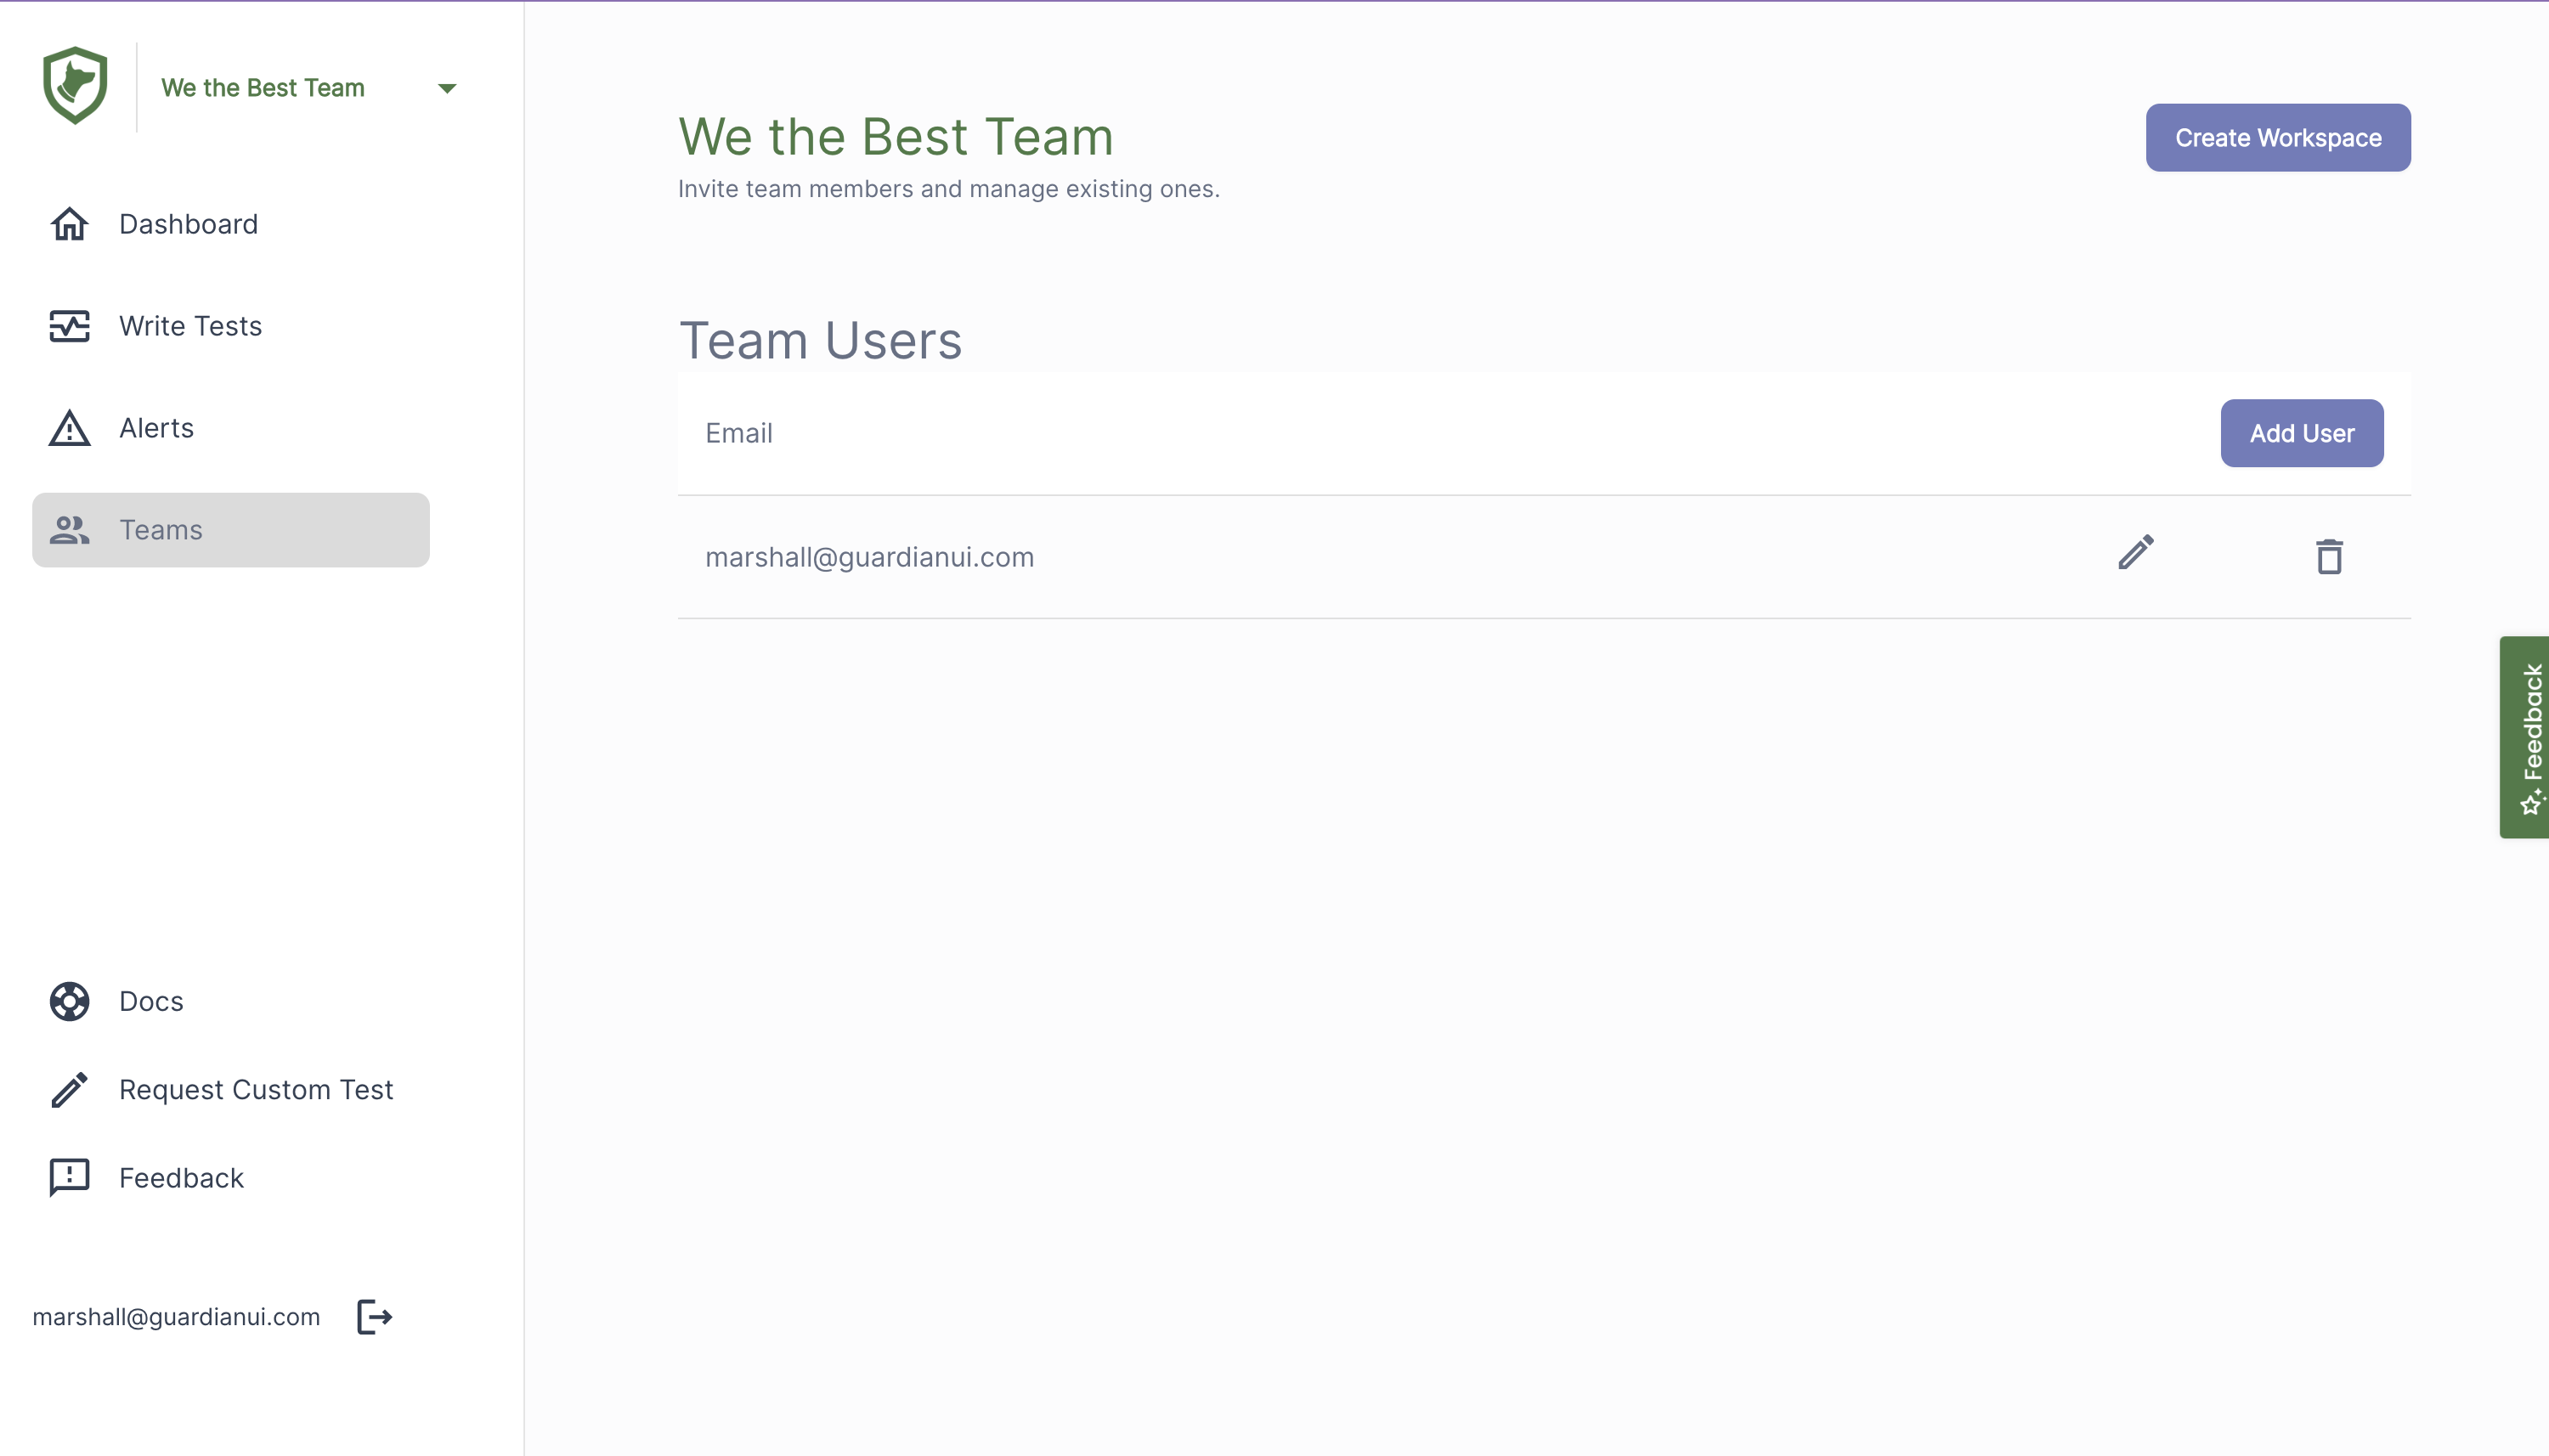 We the Best Team
Dashboard
Write Tests
Alerts
Teams
Docs
Request Custom Test
Feedback
marshall@guardianui.com
We the Best Team
Create Workspace
Invite team members and manage existing ones.
Team Users
Email
Add User
marshall@guardianui.com
Feedback